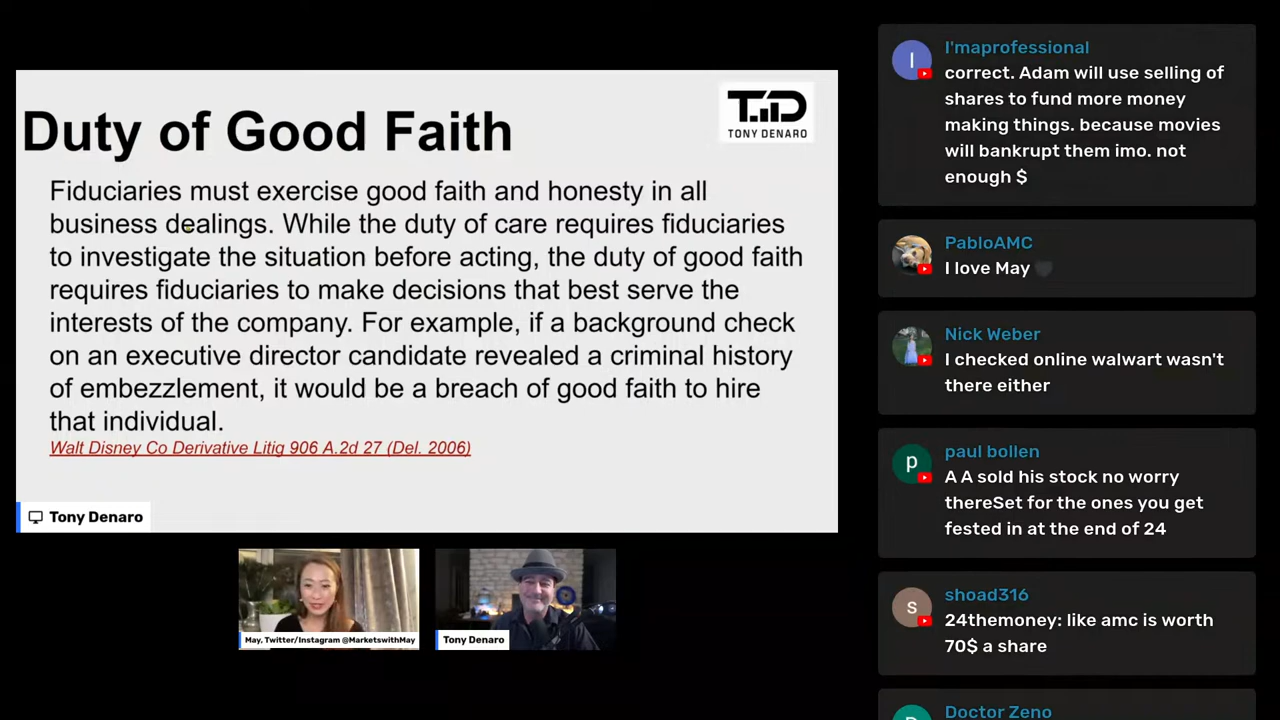 Duty of Good Faith
TD
TONY DENARO
Fiduciaries must exercise good faith and honesty in all
business dealings. While the duty of care requires fiduciaries
to investigate the situation before acting, the duty of good faith
requires fiduciaries to make decisions that best serve the
interests of the company. For example, if a background check
on an executive director candidate revealed a criminal history
of embezzlement, it would be a breach of good faith to hire
that individual.
Walt Disney Co Derivative Litig 906 A.2d 27 (Del. 2006)
Tony Denaro
May, Twitter/Instagram @MarketswithMay
Tony Denaro
I
I'maprofessional
correct. Adam will use selling of
shares to fund more money
making things. because movies
will bankrupt them imo. not
enough $
PabloAMC
I love May 🖤
Nick Weber
I checked online walwart wasn't
there either
p
paul bollen
A A sold his stock no worry
thereSet for the ones you get
fested in at the end of 24
s
shoad316
24themoney: like amc is worth
70$ a share
Doctor Zeno